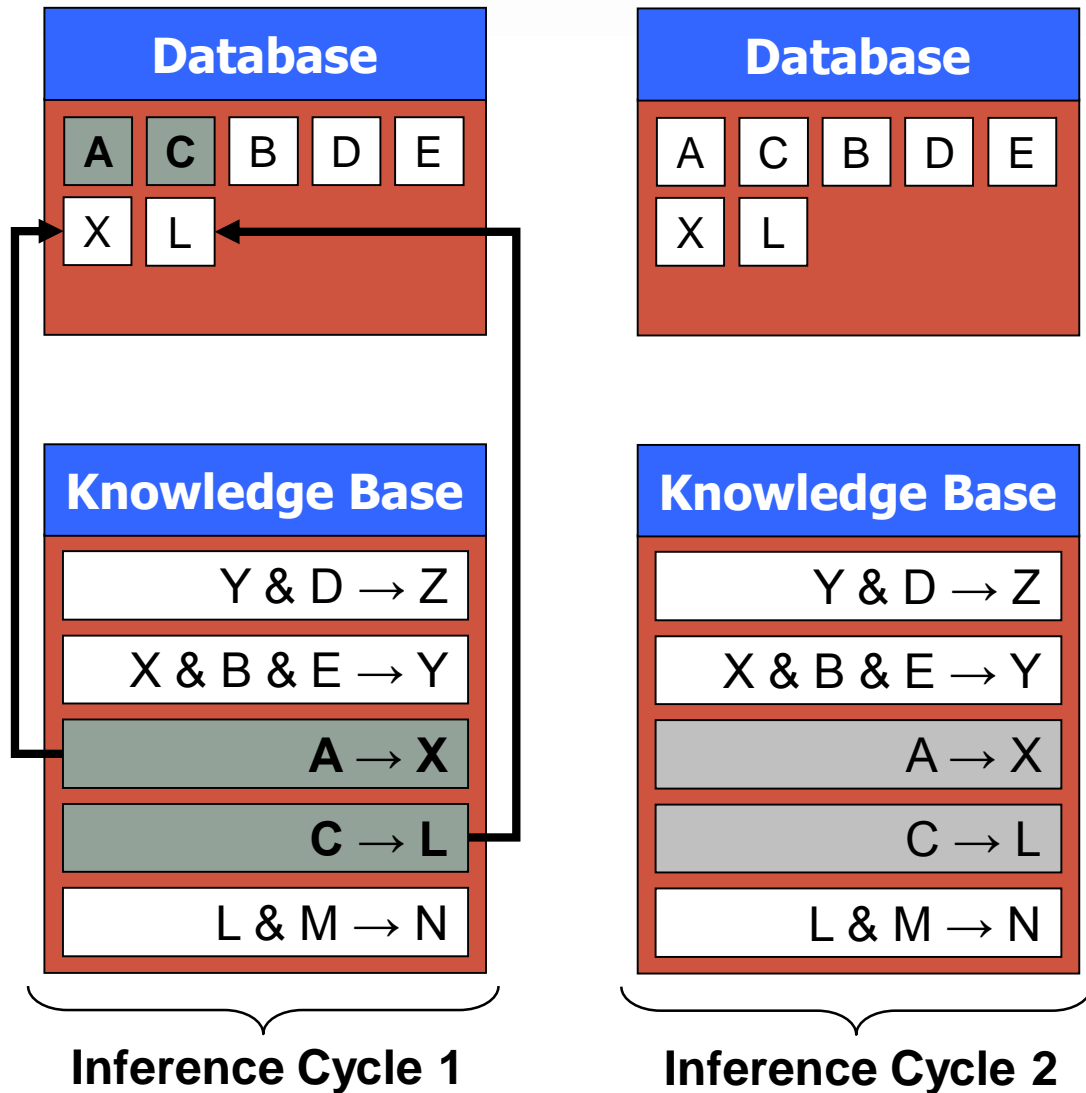 Database
A C B D E
X L
Knowledge Base
Y & D → Z
X & B & E → Y
A → X
C → L
L & M → N
Inference Cycle 1
Database
A C B D E
X L
Knowledge Base
Y & D → Z
X & B & E → Y
A → X
C → L
L & M → N
Inference Cycle 2